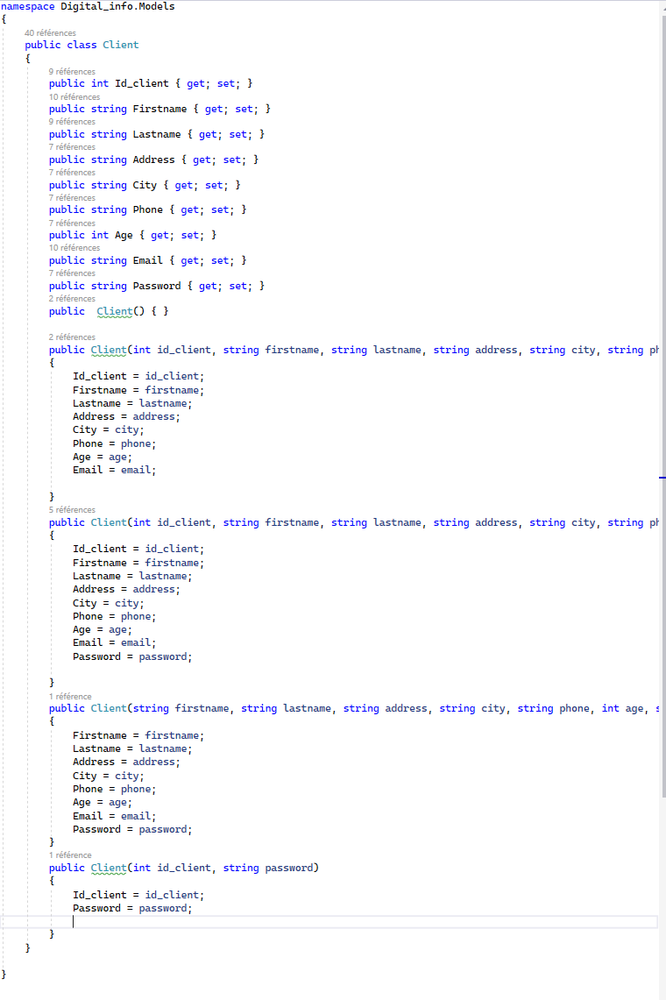 namespace Digital_info.Models
{
40 références
public class Client
{
9 références
public int Id_client { get; set; }
10 références
public string Firstname { get; set; }
9 références
public string Lastname { get; set; }
7 références
public string Address { get; set; }
7 références
public string City { get; set; }
7 références
public string Phone { get; set; }
7 références
public int Age { get; set; }
10 références
public string Email { get; set; }
7 références
public string Password { get; set; }
2 références
public  Client() { }
2 références
public Client(int id_client, string firstname, string lastname, string address, string city, string ph
{
Id_client = id_client;
Firstname = firstname;
Lastname = lastname;
Address = address;
City = city;
Phone = phone;
Age = age;
Email = email;
}
5 références
public Client(int id_client, string firstname, string lastname, string address, string city, string ph
{
Id_client = id_client;
Firstname = firstname;
Lastname = lastname;
Address = address;
City = city;
Phone = phone;
Age = age;
Email = email;
Password = password;
}
1 référence
public Client(string firstname, string lastname, string address, string city, string phone, int age, s
{
Firstname = firstname;
Lastname = lastname;
Address = address;
City = city;
Phone = phone;
Age = age;
Email = email;
Password = password;
}
1 référence
public Client(int id_client, string password)
{
Id_client = id_client;
Password = password;
}
}
}